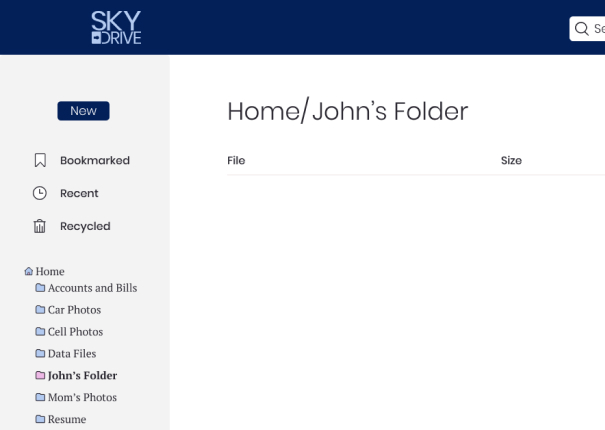 SKY
DRIVE
Se
New
Home/John's Folder
Bookmarked
File
Size
Recent
Recycled
Home
Accounts and Bills
Car Photos
Cell Photos
Data Files
John's Folder
Mom's Photos
Resume